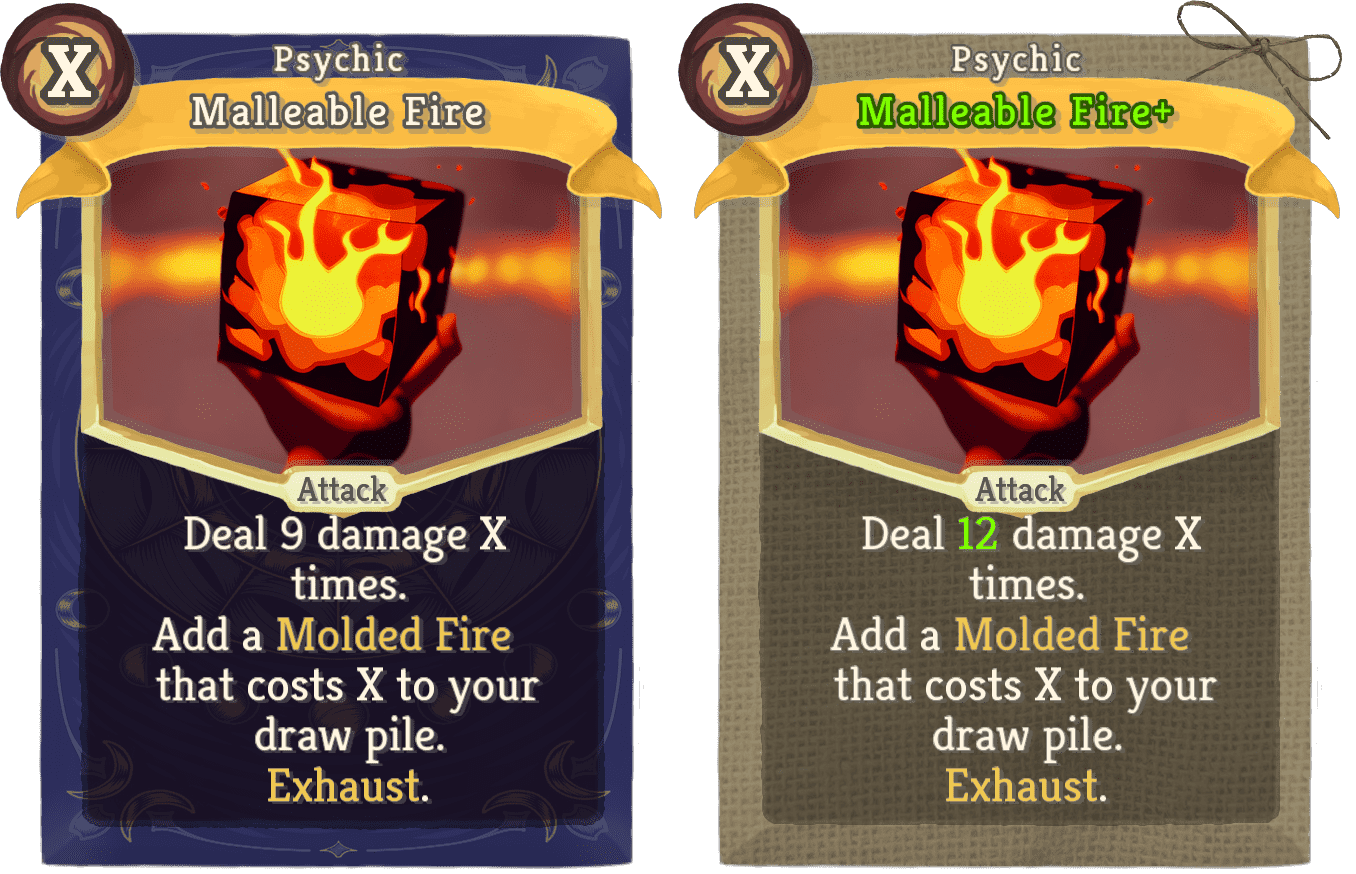 X
Psychic
Malleable Fire
Attack
Deal 9 damage X
times.
Add a Molded Fire
that costs X to your
draw pile.
Exhaust.
X
Psychic
Malleable Fire+
Attack
Deal 12 damage X
times.
Add a Molded Fire
that costs X to your
draw pile.
Exhaust.